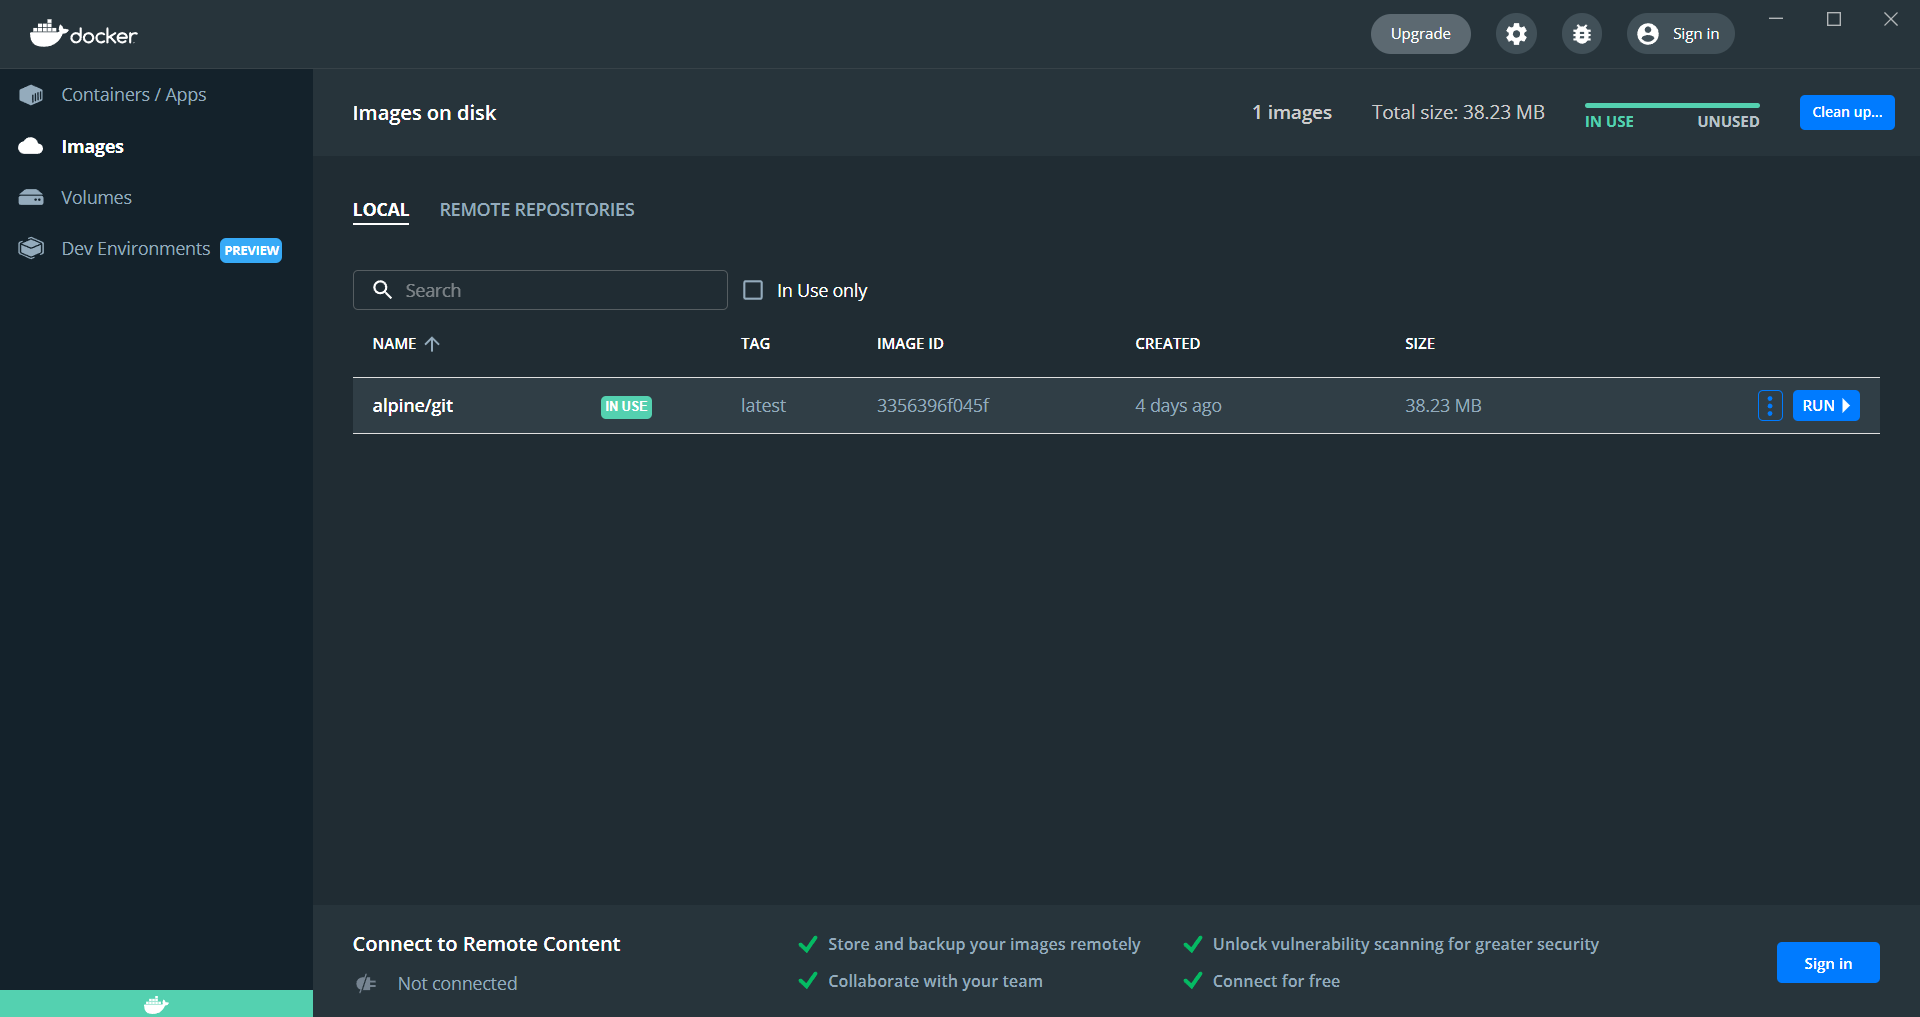 docker
Upgrade
Sign in
Containers / Apps
Images
Volumes
Dev Environments PREVIEW
Images on disk
1 images
Total size: 38.23 MB
IN USE UNUSED
Clean up...
LOCAL REMOTE REPOSITORIES
Search
In Use only
NAME TAG IMAGE ID CREATED SIZE
alpine/git IN USE latest 3356396f045f 4 days ago 38.23 MB RUN
Connect to Remote Content
Not connected
Store and backup your images remotely
Collaborate with your team
Unlock vulnerability scanning for greater security
Connect for free
Sign in